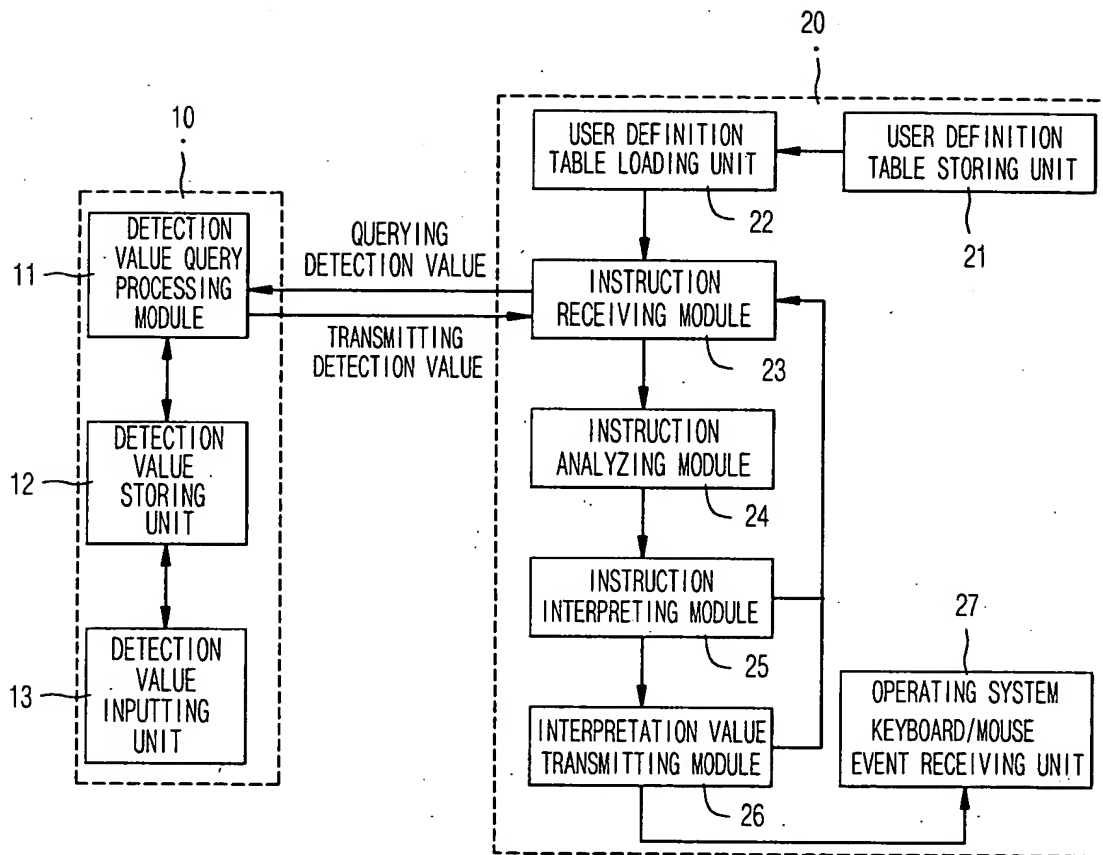 10
DETECTION
VALUE QUERY
PROCESSING
MODULE
11
DETECTION
VALUE
STORING
UNIT
12
DETECTION
VALUE
INPUTTING
UNIT
13
QUERYING
DETECTION VALUE
TRANSMITTING
DETECTION VALUE
20
USER DEFINITION
TABLE LOADING UNIT
22
USER DEFINITION
TABLE STORING UNIT
21
INSTRUCTION
RECEIVING MODULE
23
INSTRUCTION
ANALYZING MODULE
24
INSTRUCTION
INTERPRETING MODULE
25
INTERPRETATION VALUE
TRANSMITTING MODULE
26
27
OPERATING SYSTEM
KEYBOARD/MOUSE
EVENT RECEIVING UNIT